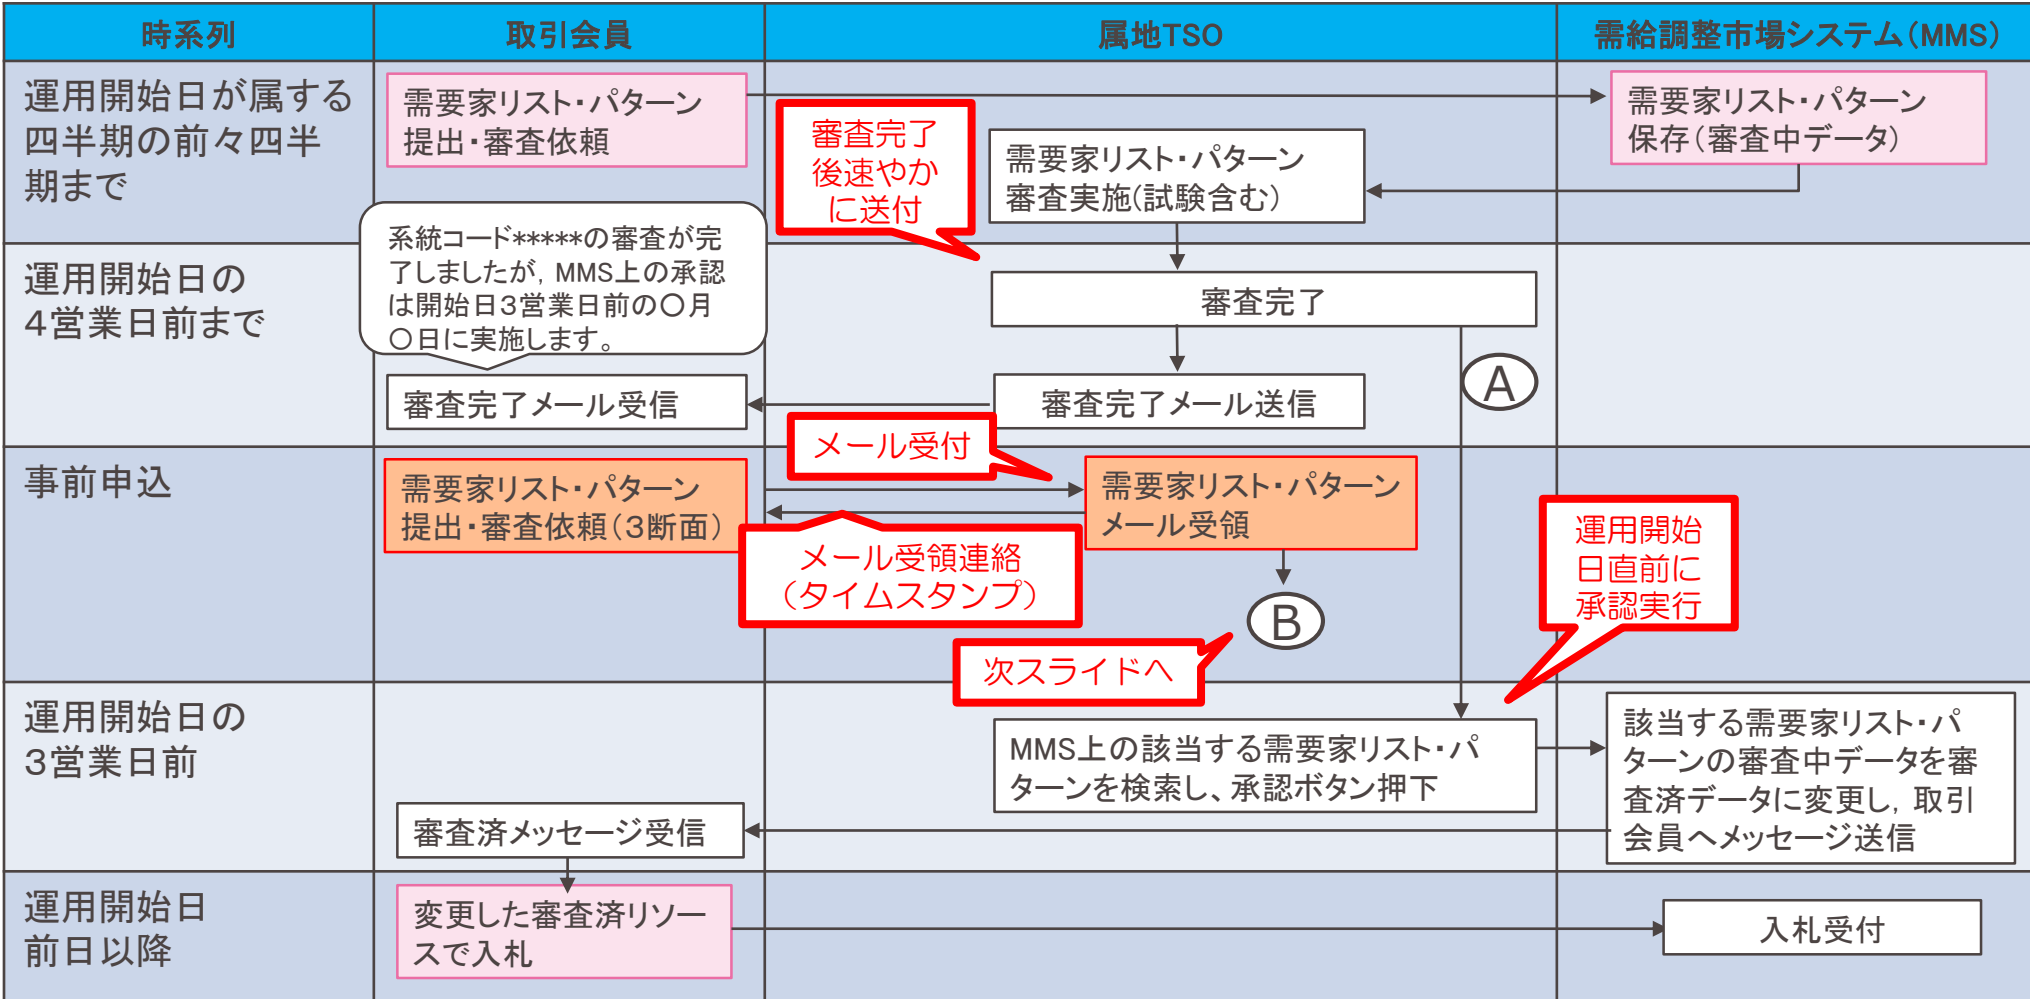 時系列
取引会員
属地TSO
需給調整市場システム(MMS)
運用開始日が属する
四半期の前々四半
期まで
需要家リスト・パターン
提出・審査依頼
審査完了
後速やか
に送付
需要家リスト・パターン
審査実施(試験含む)
需要家リスト・パターン
保存(審査中データ)
運用開始日の
4営業日前まで
系統コード*****の審査が完
了しましたが, MMS上の承認
は開始日3営業日前の〇月
〇日に実施します。
審査完了
A
審査完了メール受信
審査完了メール送信
事前申込
需要家リスト・パターン
提出・審査依頼(3断面)
メール受付
需要家リスト・パターン
メール受領
メール受領連絡
(タイムスタンプ)
B
次スライドへ
運用開始
日直前に
承認実行
運用開始日の
3営業日前
MMS上の該当する需要家リスト・パ
ターンを検索し、承認ボタン押下
該当する需要家リスト・パ
ターンの審査中データを審
査済データに変更し, 取引
会員へメッセージ送信
審査済メッセージ受信
運用開始日
前日以降
変更した審査済リソー
スで入札
入札受付